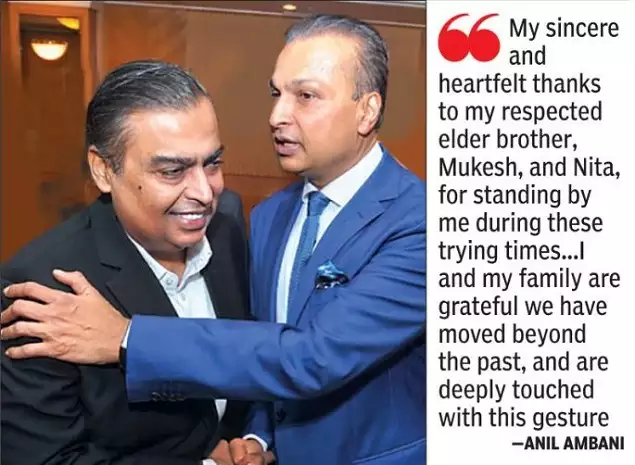 My sincere
and
heartfelt thanks
to my respected
elder brother,
Mukesh, and Nita,
for standing by
me during these
trying times...I
and my family are
grateful we have
moved beyond
the past, and are
deeply touched
with this gesture
—ANIL AMBANI